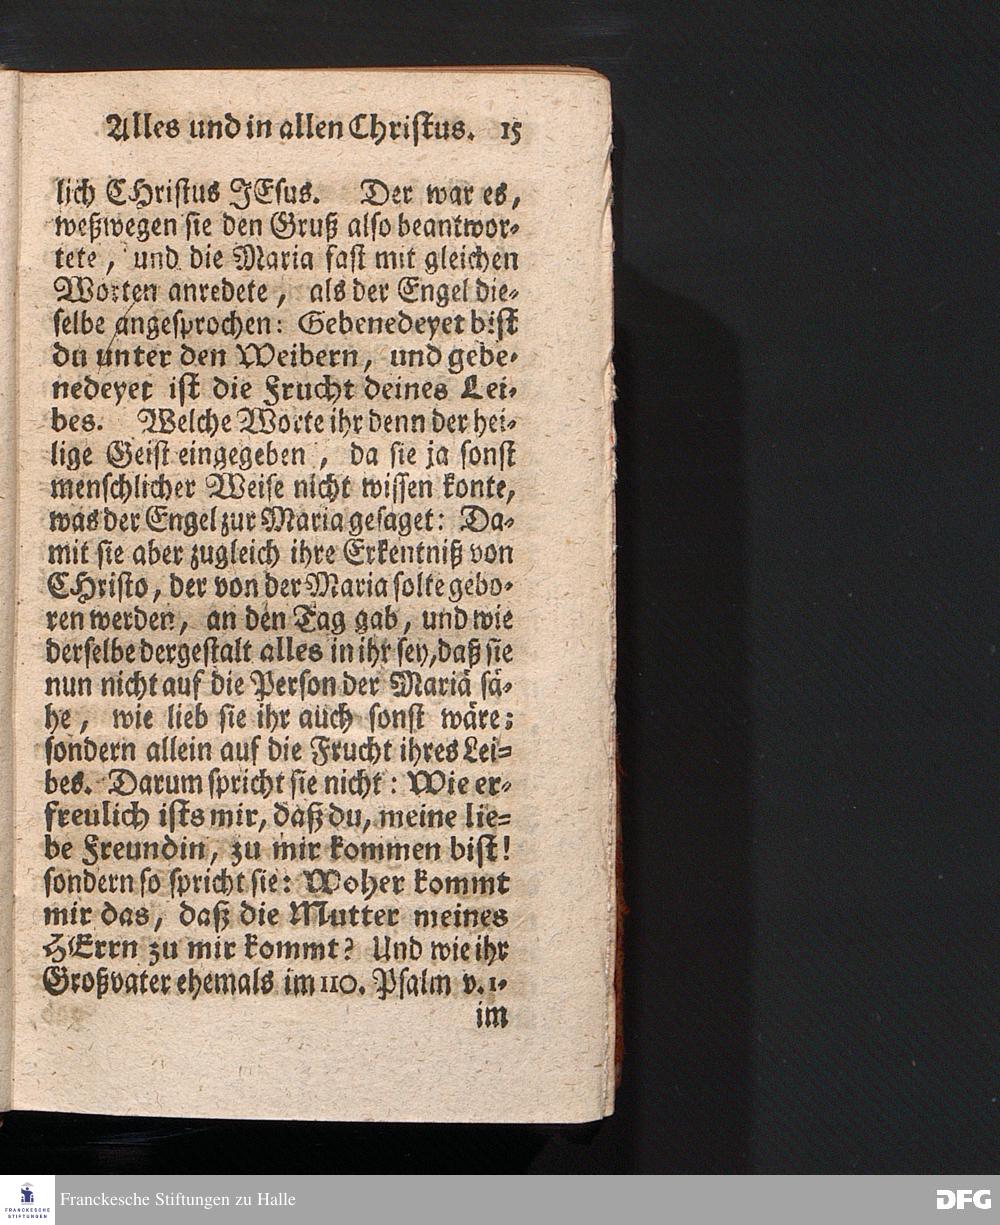 Alles und in allen Christus. 15
lich CHristus JEsus. Der war es,
weßwegen sie den Gruß also beantwor-
tete, und die Maria fast mit gleichen
Worten anredete, als der Engel die-
selbe angesprochen: Gebenedeyet bist
du unter den Weibern, und gebe-
nedeyet ist die Frucht deines Lei-
bes. Welche Worte ihr denn der hei-
lige Geist eingegeben, da sie ja sonst
menschlicher Weise nicht wissen konte,
was der Engel zur Maria gesaget: Da-
mit sie aber zugleich ihre Erkentniß von
CHristo, der von der Maria solte gebo-
ren werden, an den Tag gab, und wie
derselbe dergestalt alles in ihr sey, daß sie
nun nicht auf die Person der Mariä sä-
he, wie lieb sie ihr auch sonst wäre;
sondern allein auf die Frucht ihres Lei-
bes. Darum spricht sie nicht: Wie er-
freulich ists mir, daß du, meine lie-
be Freundin, zu mir kommen bist!
sondern so spricht sie: Woher kommt
mir das, daß die Mutter meines
HErrn zu mir kommt? Und wie ihr
Großvater ehemals im 110. Psalm v. 1.
im
FRANCKESCHE
STIFTUNGEN
Franckesche Stiftungen zu Halle
DFG